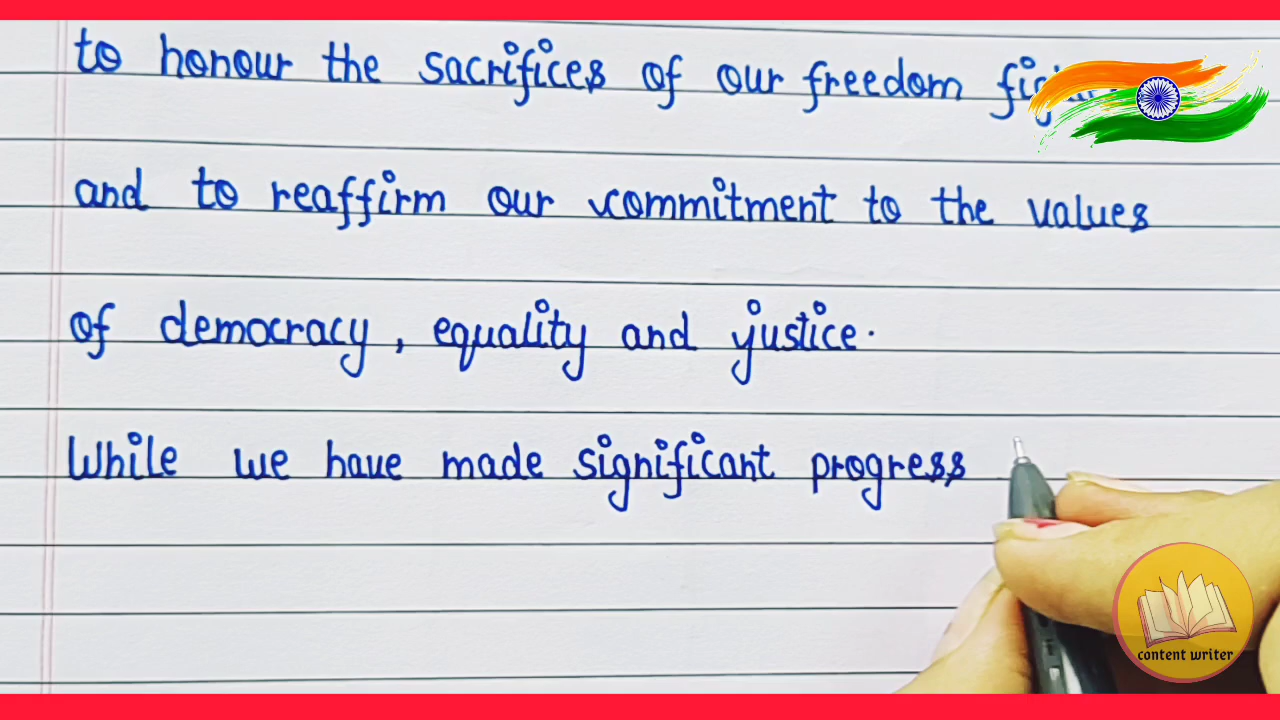 to honour the sacrifices of our freedom
and to reaffirm our commitment to the values
of democracy, equality and justice.
While we have made significant progress
content writer